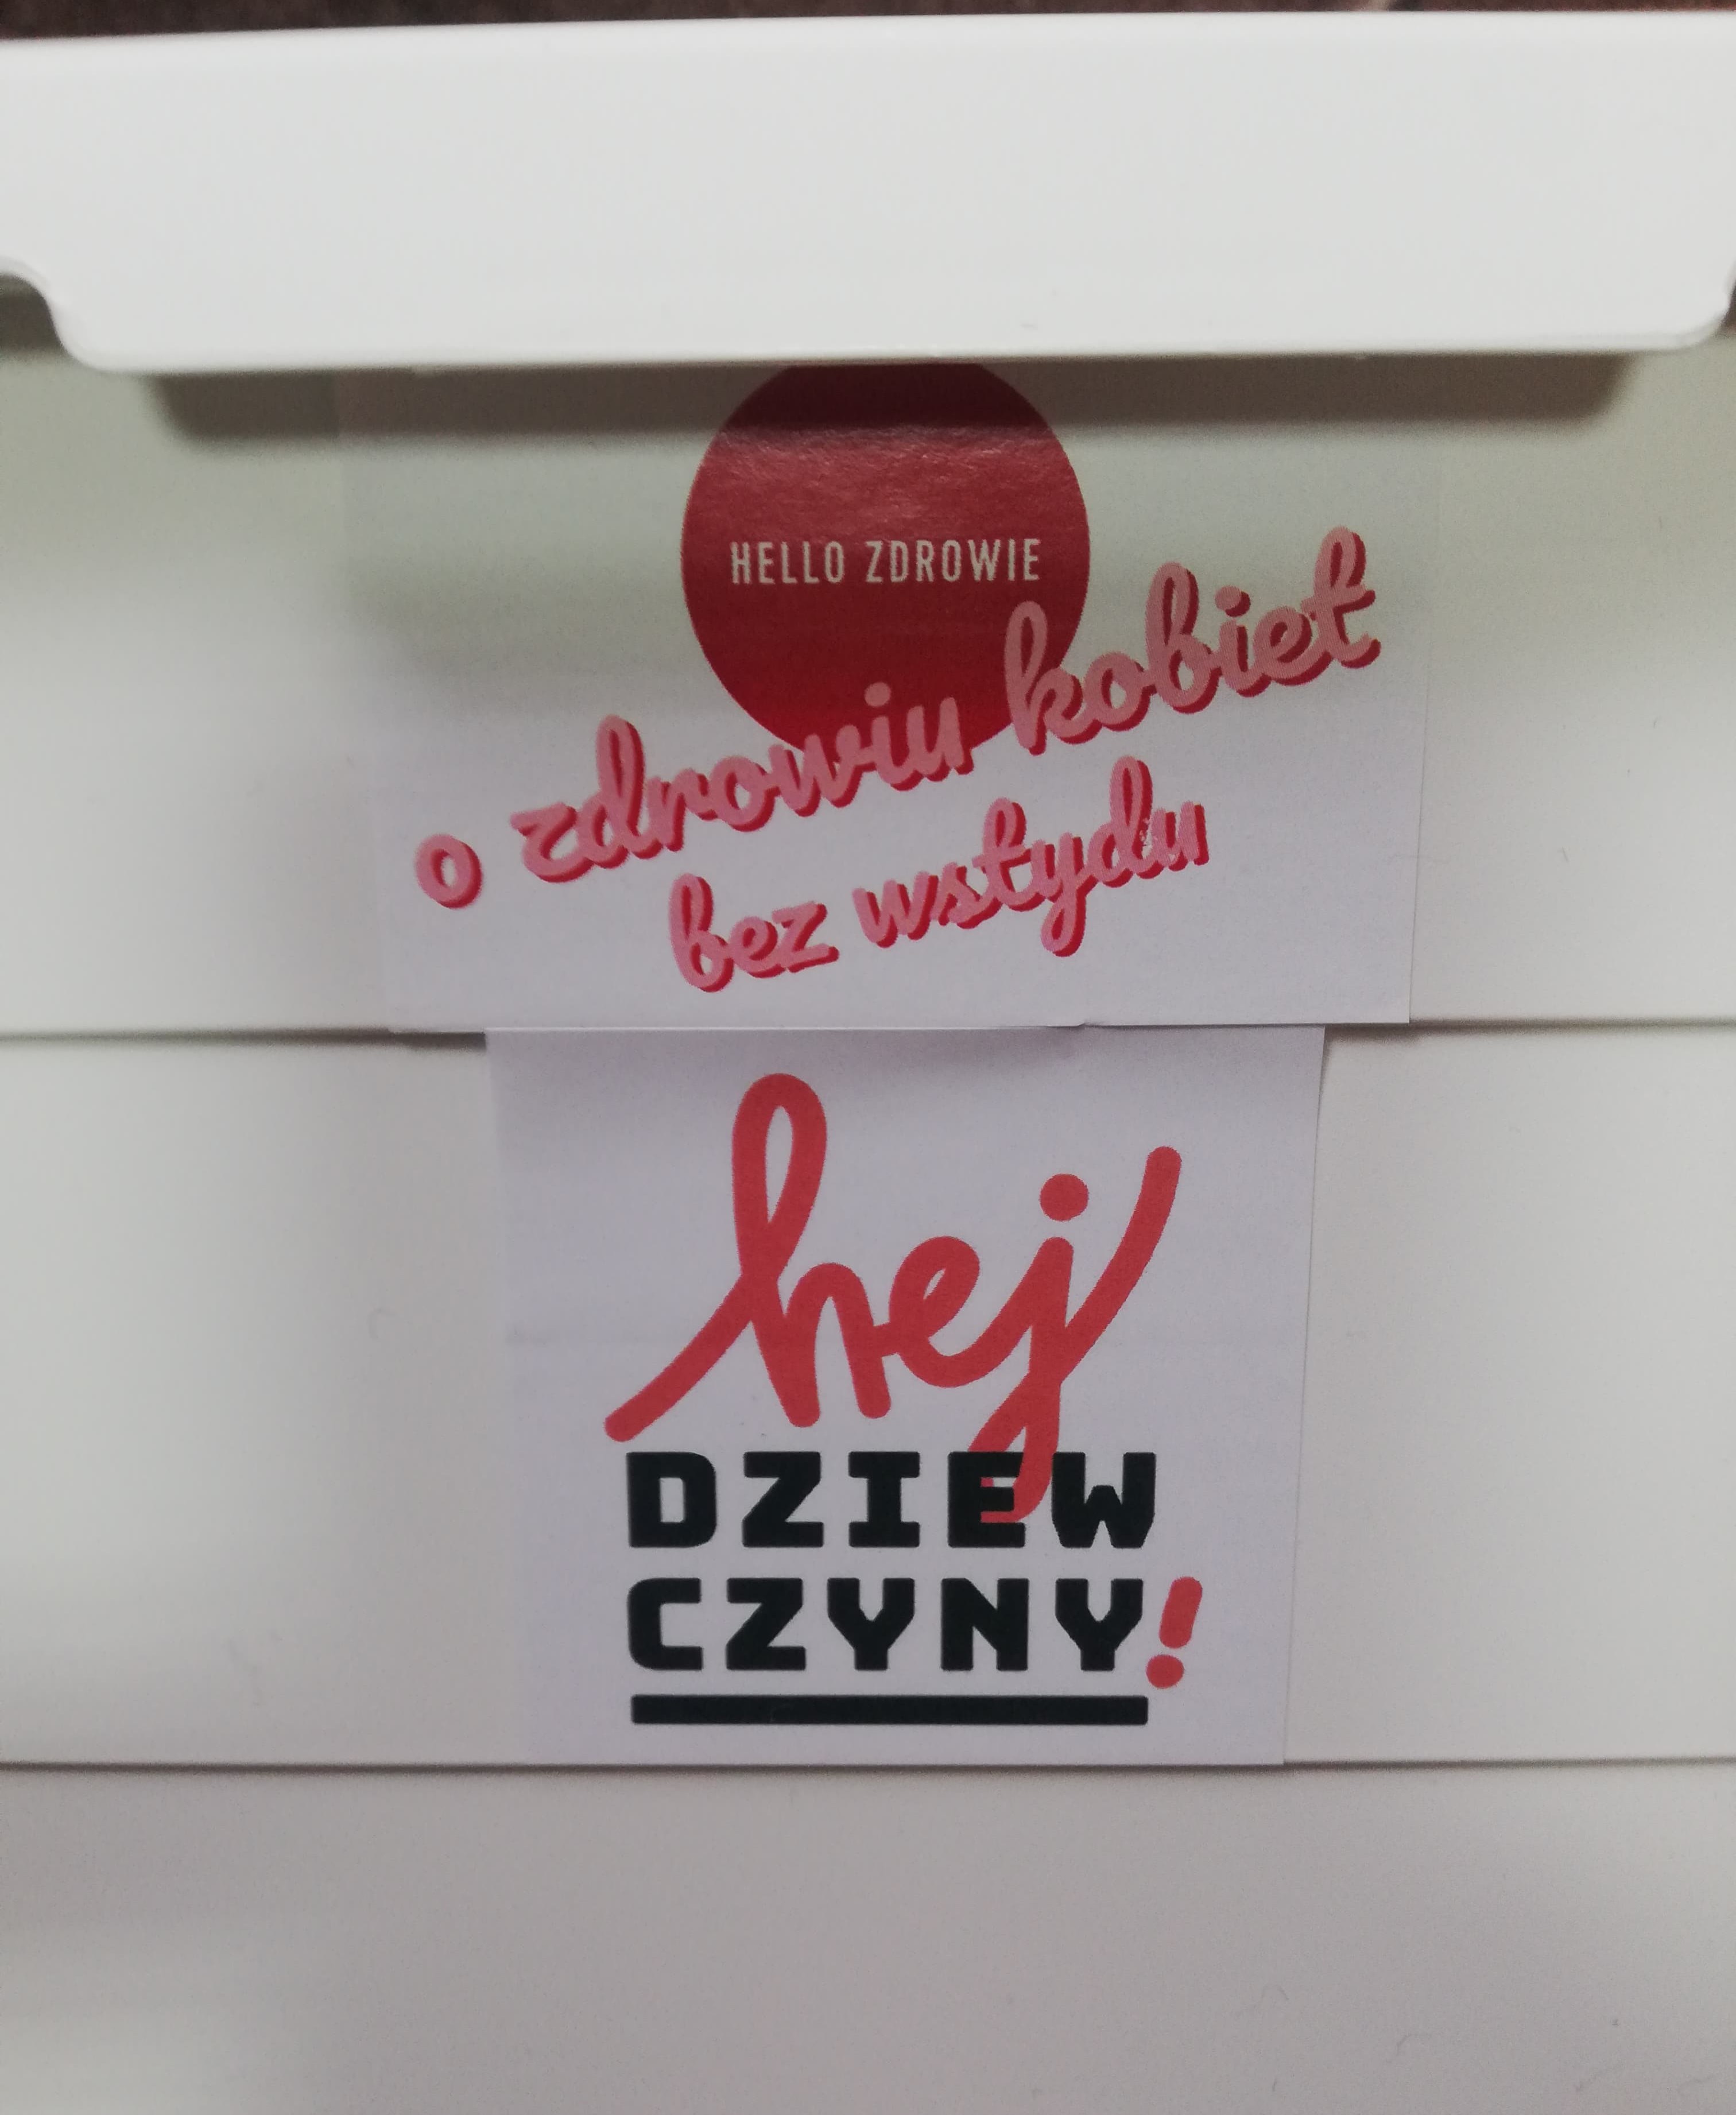 HELLO ZDROWIE
o zdrowiu kobiet
bez wstydu
hej
DZIEW
CZYNY!